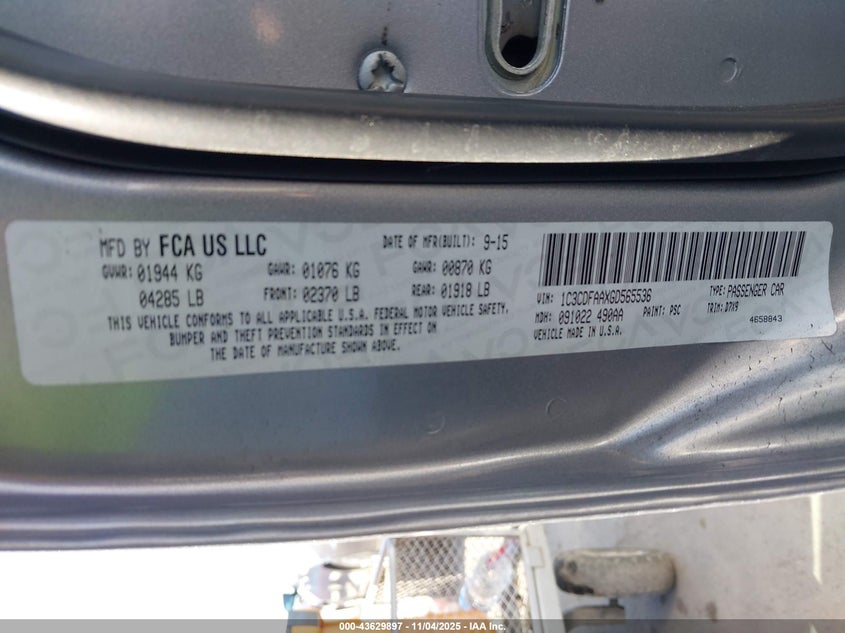 MFD BY FCA US LLC DATE OF MFR(BUILT): 9-15
GVWR: 01944 KG GAWR: 01076 KG GAWR: 00870 KG
04285 LB FRONT: 02370 LB REAR: 01918 LB
THIS VEHICLE CONFORMS TO ALL APPLICABLE U.S.A. FEDERAL MOTOR VEHICLE SAFETY,
BUMPER AND THEFT PREVENTION STANDARDS IN EFFECT ON
THE DATE OF MANUFACTURE SHOWN ABOVE.
VIN: 1C3CDFAAXGD565536 TYPE: PASSENGER CAR
MDH: 091022 490AA PAINT: PSC TRIM: D7X9
VEHICLE MADE IN U.S.A. 4658843
000-43629897 - 11/04/2025 - IAA Inc.